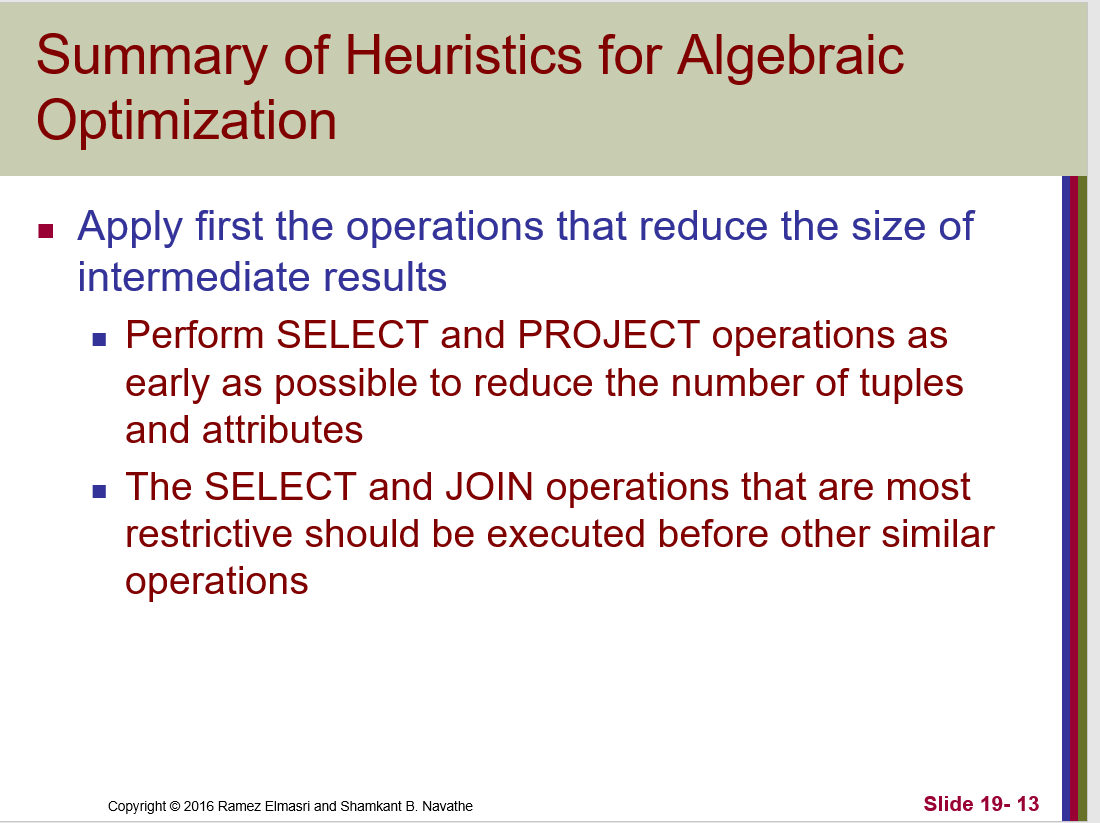 Summary of Heuristics for Algebraic
Optimization
Apply first the operations that reduce the size of
intermediate results
Perform SELECT and PROJECT operations as
early as possible to reduce the number of tuples
and attributes
The SELECT and JOIN operations that are most
restrictive should be executed before other similar
operations
Copyright © 2016 Ramez Elmasri and Shamkant B. Navathe
Slide 19- 13